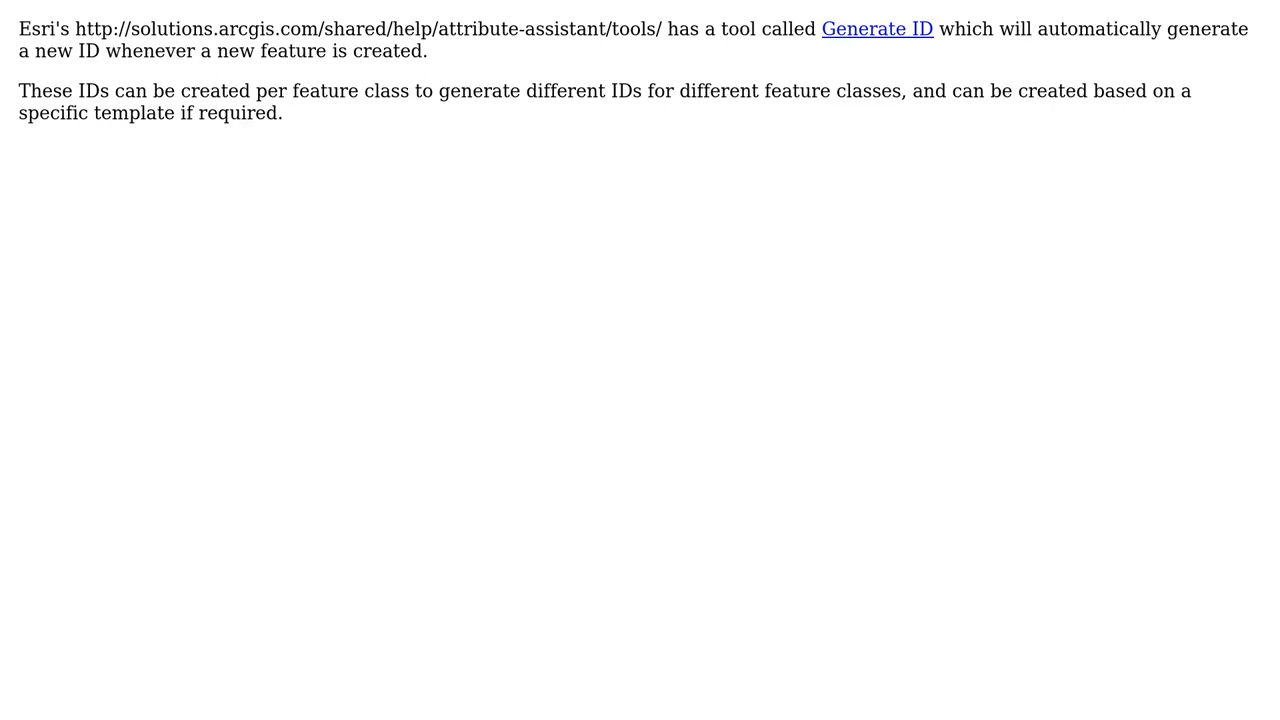 Esri's http://solutions.arcgis.com/shared/help/attribute-assistant/tools/ has a tool called Generate ID which will automatically generate
a new ID whenever a new feature is created.
These IDs can be created per feature class to generate different IDs for different feature classes, and can be created based on a
specific template if required.